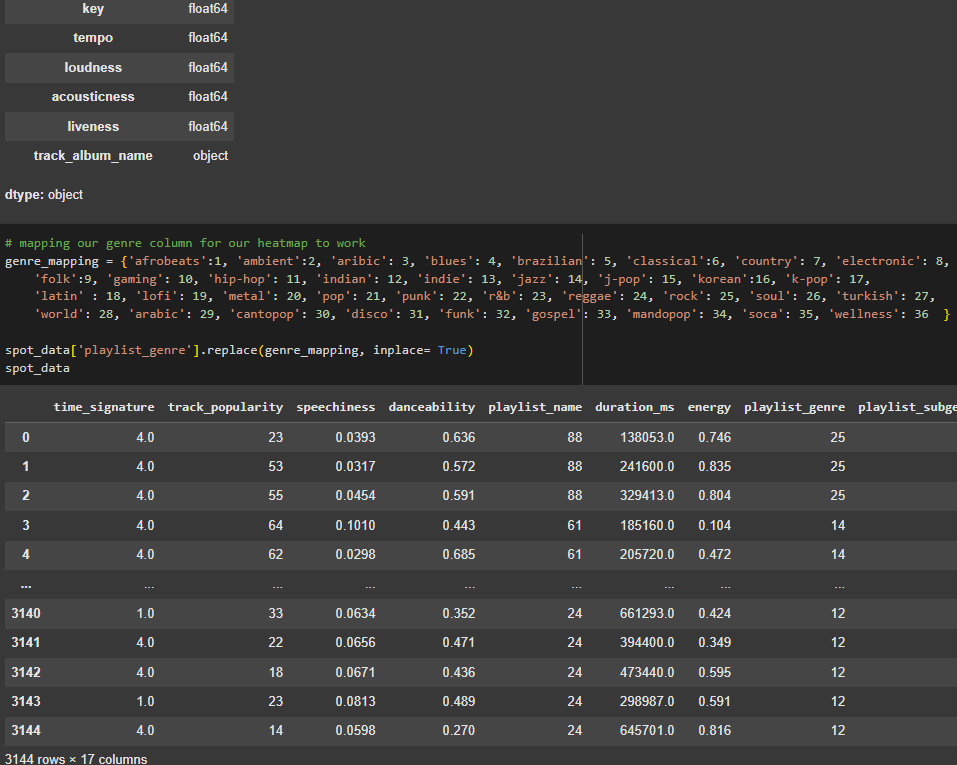 key float64
tempo float64
loudness float64
acousticness float64
liveness float64
track_album_name object
dtype: object
# mapping our genre column for our heatmap to work
genre_mapping = {'afrobeats':1, 'ambient':2, 'aribic': 3, 'blues': 4, 'brazilian': 5, 'classical':6, 'country': 7, 'electronic': 8,
'folk':9, 'gaming': 10, 'hip-hop': 11, 'indian': 12, 'indie': 13, 'jazz': 14, 'j-pop': 15, 'korean':16, 'k-pop': 17,
'latin' : 18, 'lofi': 19, 'metal': 20, 'pop': 21, 'punk': 22, 'r&b': 23, 'reggae': 24, 'rock': 25, 'soul': 26, 'turkish': 27,
'world': 28, 'arabic': 29, 'cantopop': 30, 'disco': 31, 'funk': 32, 'gospel': 33, 'mandopop': 34, 'soca': 35, 'wellness': 36 }
spot_data['playlist_genre'].replace(genre_mapping, inplace= True)
spot_data
time_signature track_popularity speechiness danceability playlist_name duration_ms energy playlist_genre playlist_subge
0 4.0 23 0.0393 0.636 88 138053.0 0.746 25
1 4.0 53 0.0317 0.572 88 241600.0 0.835 25
2 4.0 55 0.0454 0.591 88 329413.0 0.804 25
3 4.0 64 0.1010 0.443 61 185160.0 0.104 14
4 4.0 62 0.0298 0.685 61 205720.0 0.472 14
... ... ... ... ... ... ... ... ...
3140 1.0 33 0.0634 0.352 24 661293.0 0.424 12
3141 4.0 22 0.0656 0.471 24 394400.0 0.349 12
3142 4.0 18 0.0671 0.436 24 473440.0 0.595 12
3143 1.0 23 0.0813 0.489 24 298987.0 0.591 12
3144 4.0 14 0.0598 0.270 24 645701.0 0.816 12
3144 rows × 17 columns